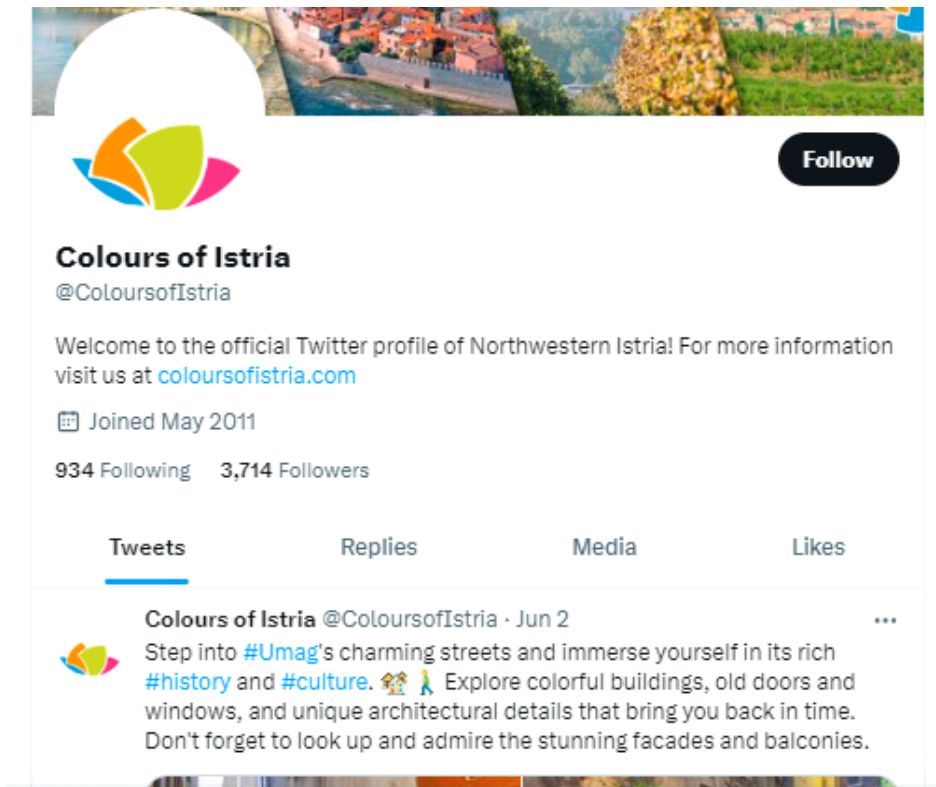 Follow
Colours of Istria
@ColoursofIstria
Welcome to the official Twitter profile of Northwestern Istria! For more information
visit us at coloursofistria.com
Joined May 2011
934 Following 3,714 Followers
Tweets Replies Media Likes
Colours of Istria @ColoursofIstria · Jun 2
Step into #Umag's charming streets and immerse yourself in its rich
#history and #culture. 🏘️🚶 Explore colorful buildings, old doors and
windows, and unique architectural details that bring you back in time.
Don't forget to look up and admire the stunning facades and balconies.